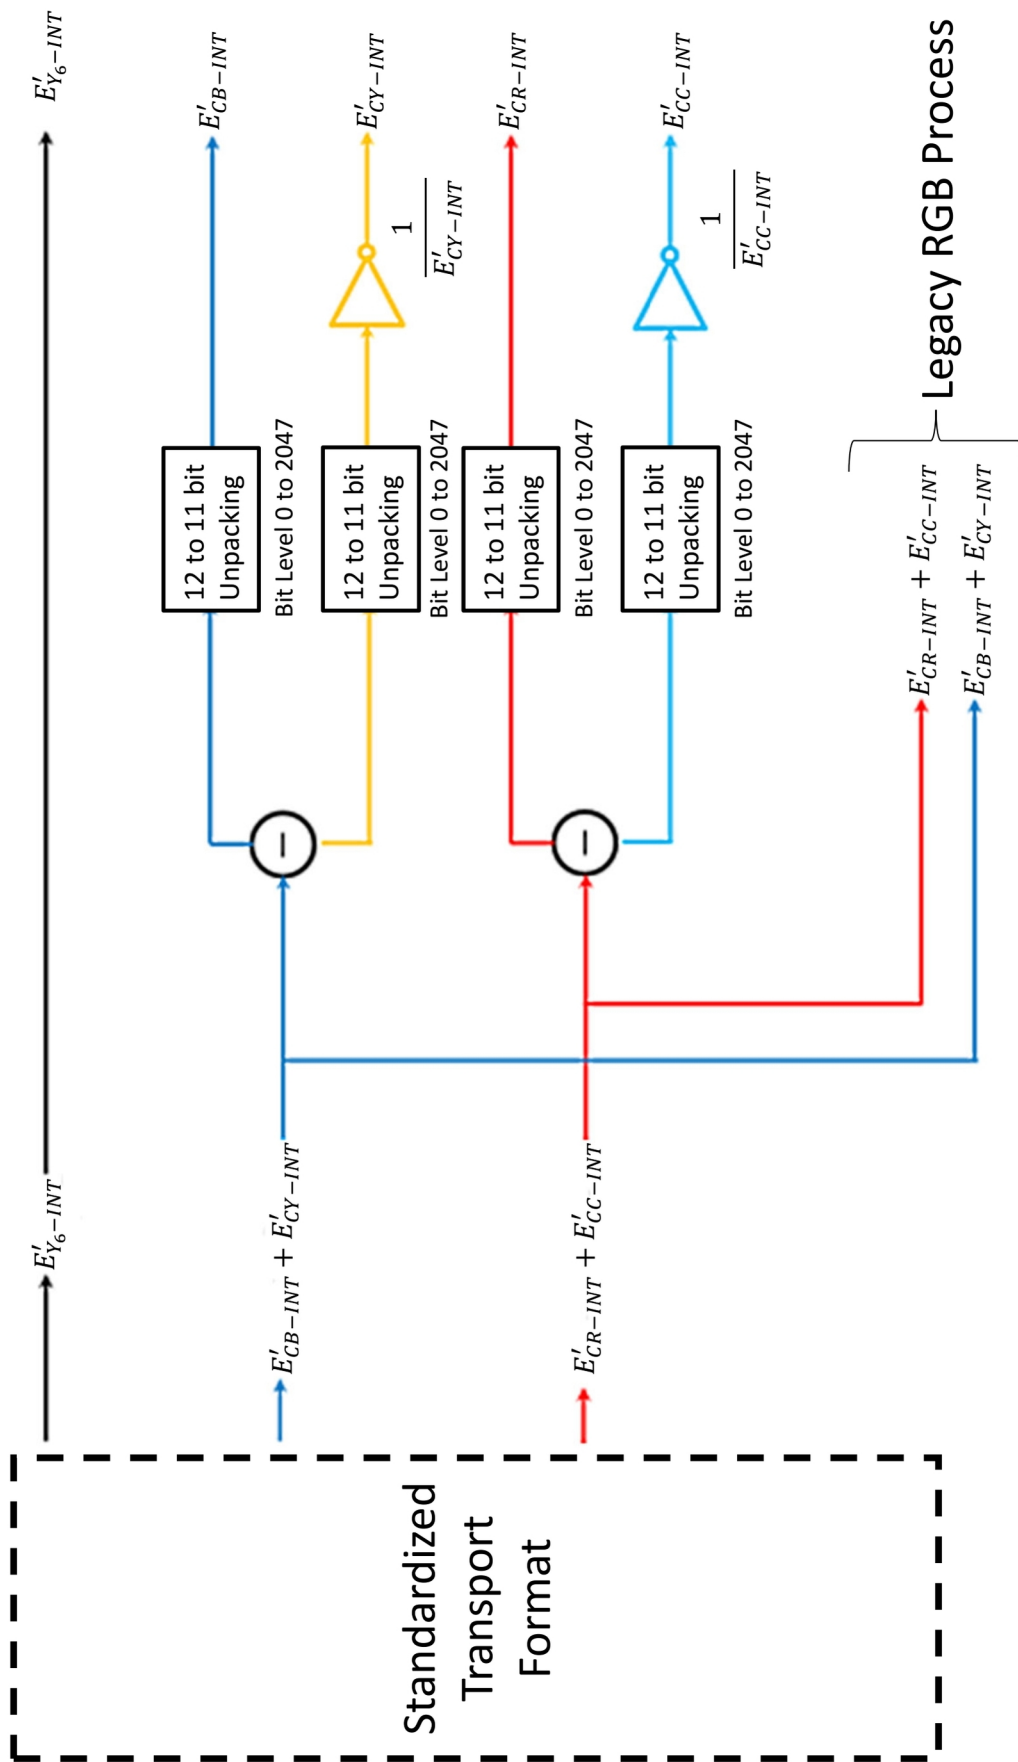 Standardized
Transport
Format
E′_{Y₆−INT}
E′_{Y₆−INT}
E′_{CB−INT} + E′_{CY−INT}
E′_{CR−INT} + E′_{CC−INT}
−
−
12 to 11 bit
Unpacking
Bit Level 0 to 2047
E′_{CB−INT}
12 to 11 bit
Unpacking
Bit Level 0 to 2047
1
E′_{CY−INT}
E′_{CY−INT}
12 to 11 bit
Unpacking
Bit Level 0 to 2047
E′_{CR−INT}
12 to 11 bit
Unpacking
Bit Level 0 to 2047
1
E′_{CC−INT}
E′_{CC−INT}
E′_{CR−INT} + E′_{CC−INT}
E′_{CB−INT} + E′_{CY−INT}
Legacy RGB Process